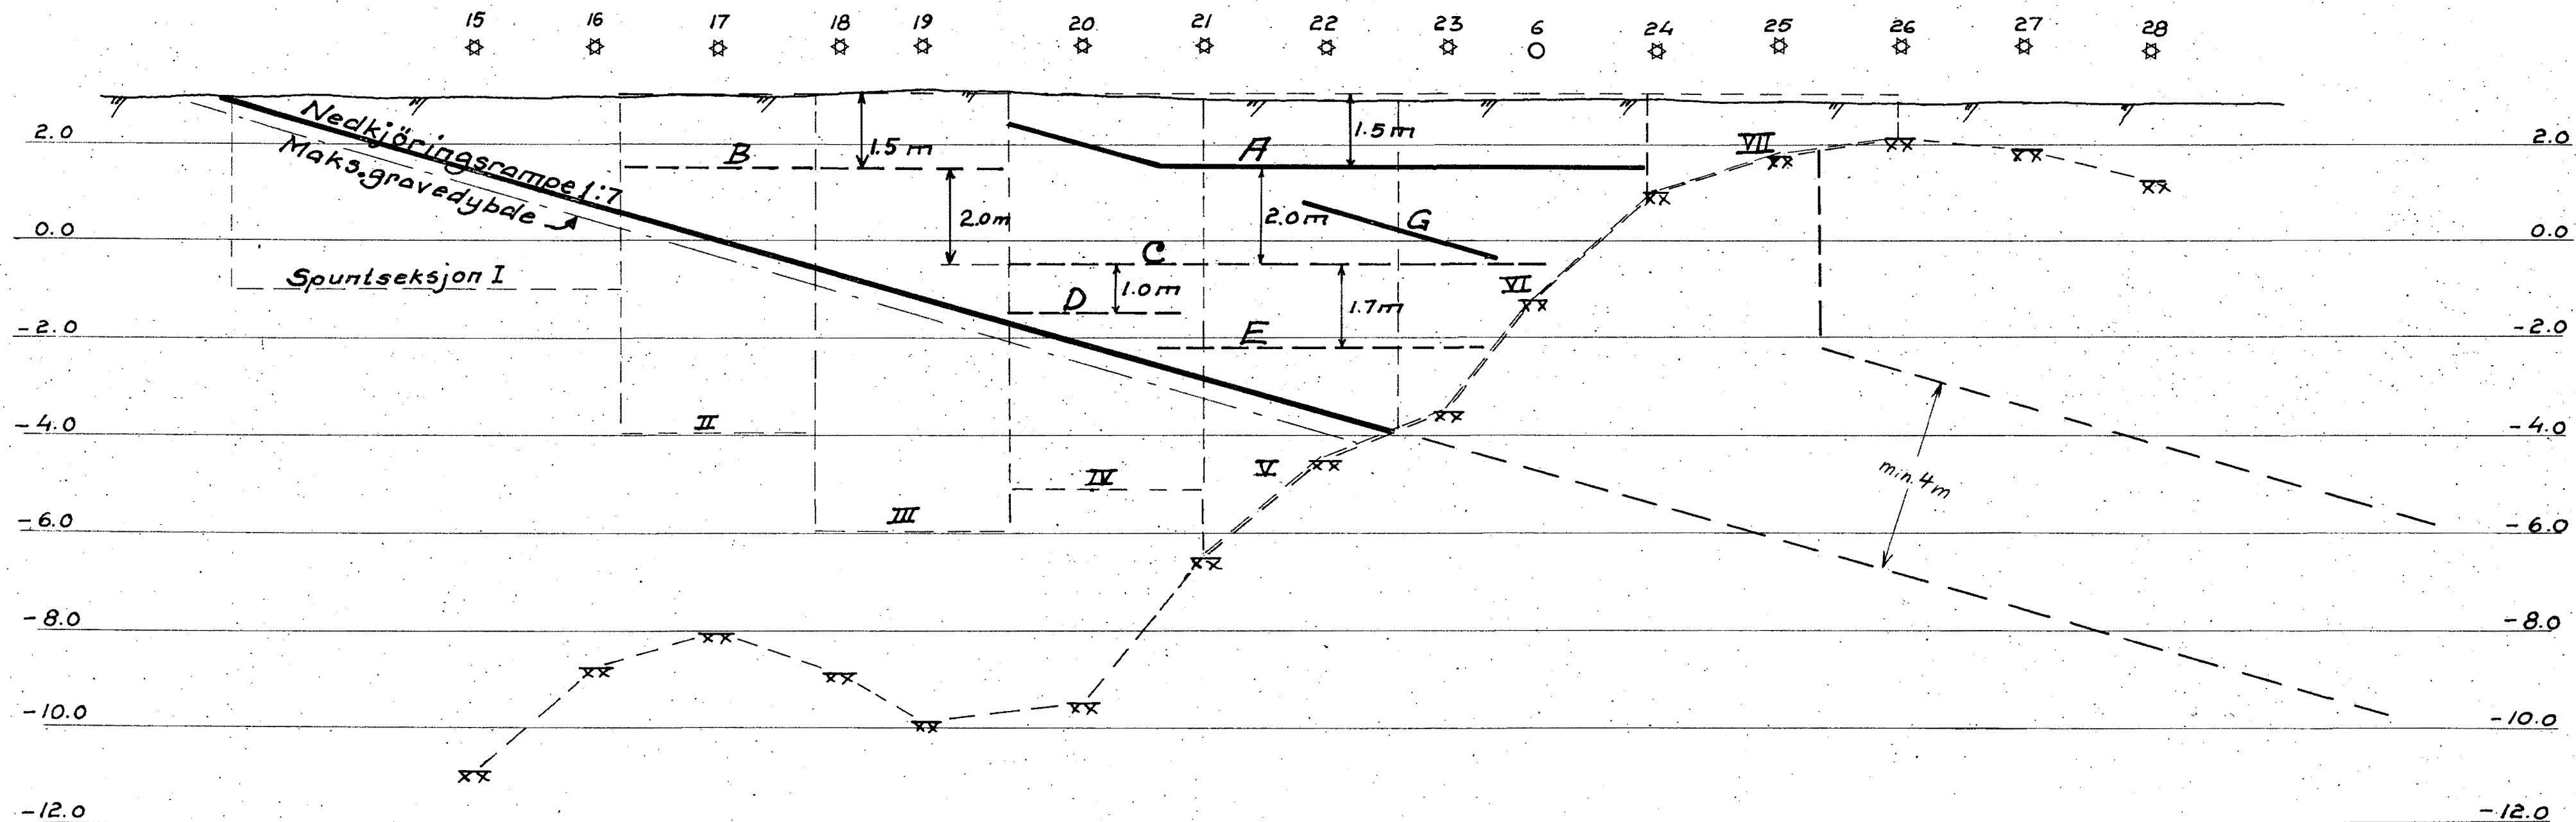 15 16 17 18 19 20 21 22 23 6 24 25 26 27 28
Nedkjöringsrampe 1:7
Maks. gravedybde
2.0
B
1.5 m
A
1.5 m
VII
2.0
2.0 m
2.0 m
G
0.0
C
0.0
Spuntseksjon I
D
1.0 m
VI
1.7 m
-2.0
E
-2.0
-4.0
II
-4.0
IV
V
min. 4 m
III
-6.0
-6.0
-8.0
-8.0
-10.0
-10.0
-12.0
-12.0